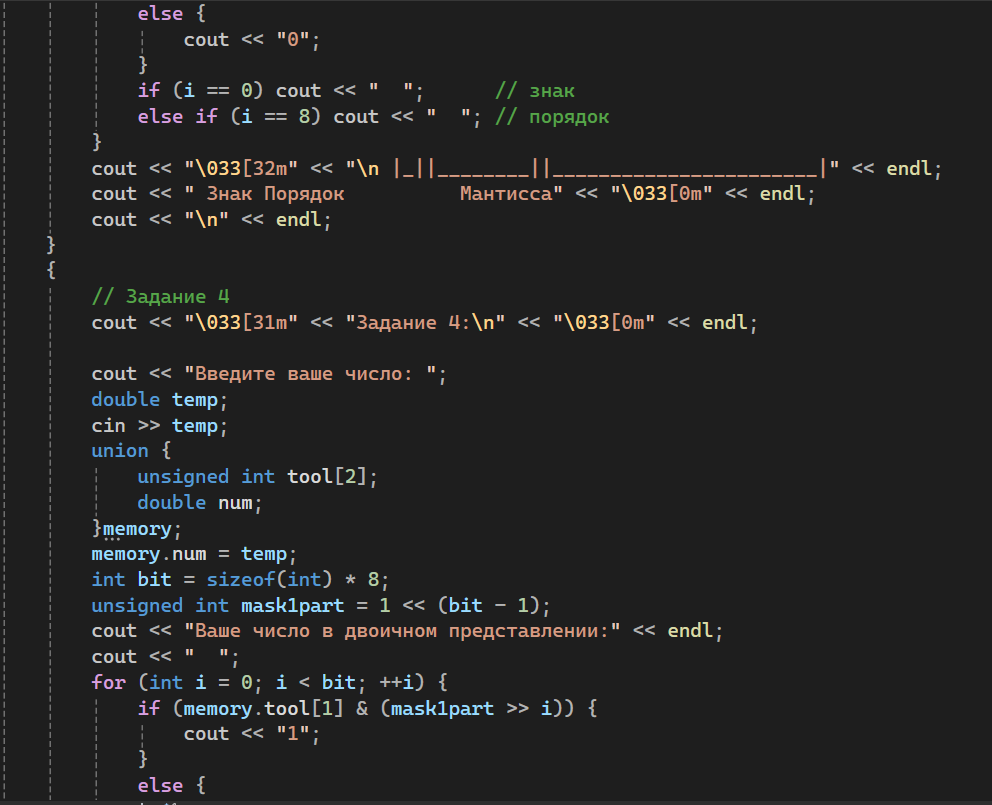 else {
cout << "0";
}
if (i == 0) cout << "  ";      // знак
else if (i == 8) cout << "  "; // порядок
}
cout << "\033[32m" << "\n |_||________||_______________________|" << endl;
cout << " Знак Порядок          Мантисса" << "\033[0m" << endl;
cout << "\n" << endl;
}
{
// Задание 4
cout << "\033[31m" << "Задание 4:\n" << "\033[0m" << endl;
cout << "Введите ваше число: ";
double temp;
cin >> temp;
union {
unsigned int tool[2];
double num;
}memory;
memory.num = temp;
int bit = sizeof(int) * 8;
unsigned int mask1part = 1 << (bit - 1);
cout << "Ваше число в двоичном представлении:" << endl;
cout << "  ";
for (int i = 0; i < bit; ++i) {
if (memory.tool[1] & (mask1part >> i)) {
cout << "1";
}
else {